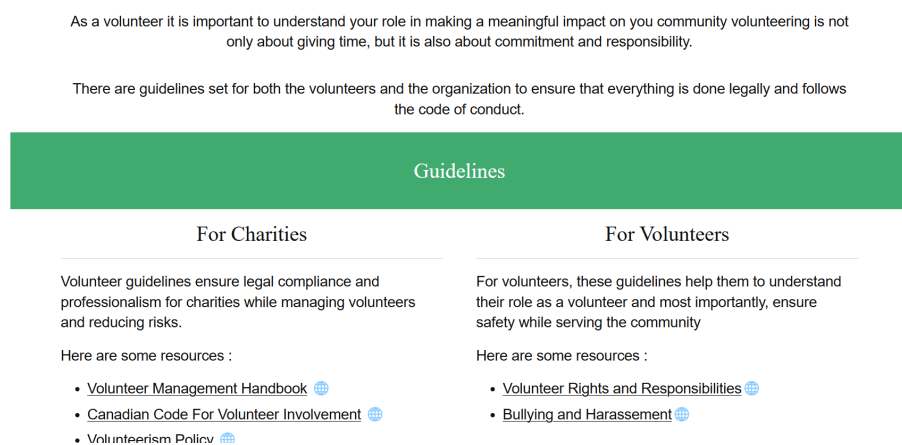 As a volunteer it is important to understand your role in making a meaningful impact on you community volunteering is not
only about giving time, but it is also about commitment and responsibility.
There are guidelines set for both the volunteers and the organization to ensure that everything is done legally and follows
the code of conduct.
Guidelines
For Charities
Volunteer guidelines ensure legal compliance and
professionalism for charities while managing volunteers
and reducing risks.
Here are some resources :
• Volunteer Management Handbook
• Canadian Code For Volunteer Involvement
• Volunteerism Policy
For Volunteers
For volunteers, these guidelines help them to understand
their role as a volunteer and most importantly, ensure
safety while serving the community
Here are some resources :
• Volunteer Rights and Responsibilities
• Bullying and Harassement